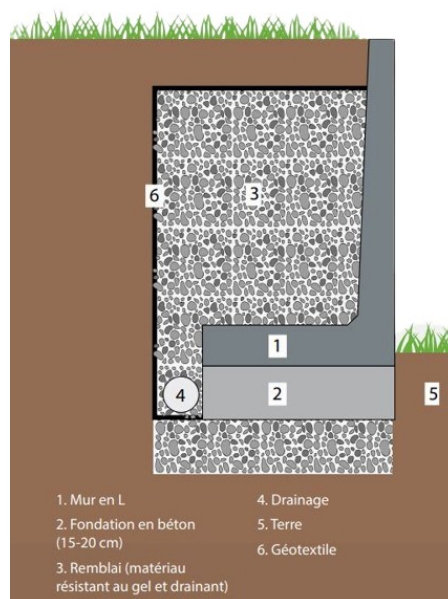 6
3
1
4
2
5
1. Mur en L
2. Fondation en béton
(15-20 cm)
3. Remblai (matériau
résistant au gel et drainant)
4. Drainage
5. Terre
6. Géotextile